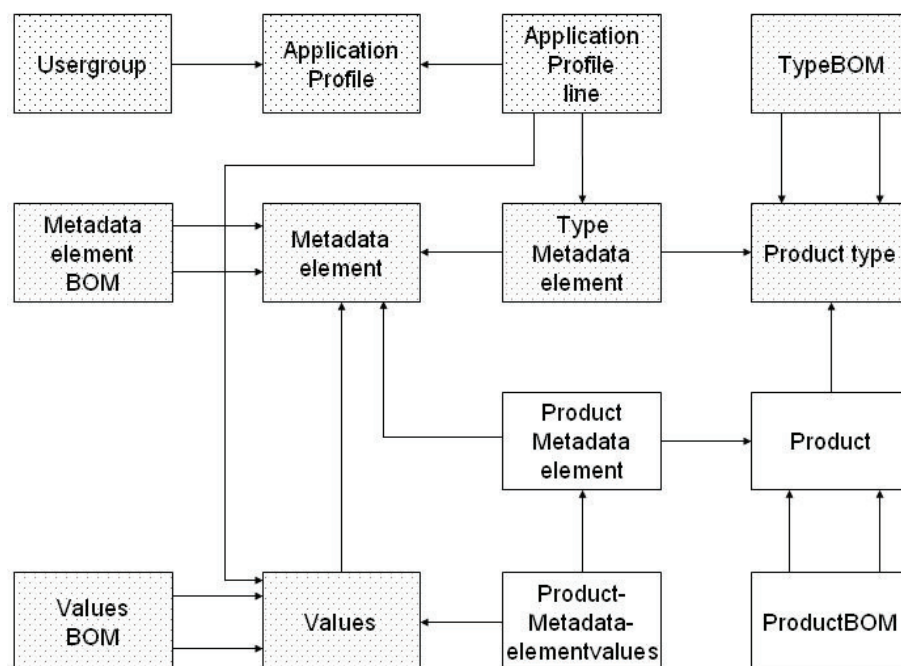 Usergroup
Application
Profile
Application
Profile
line
TypeBOM
Metadata
element
BOM
Metadata
element
Type
Metadata
element
Product type
Product
Metadata
element
Product
Values
BOM
Values
Product-
Metadata-
elementvalues
ProductBOM